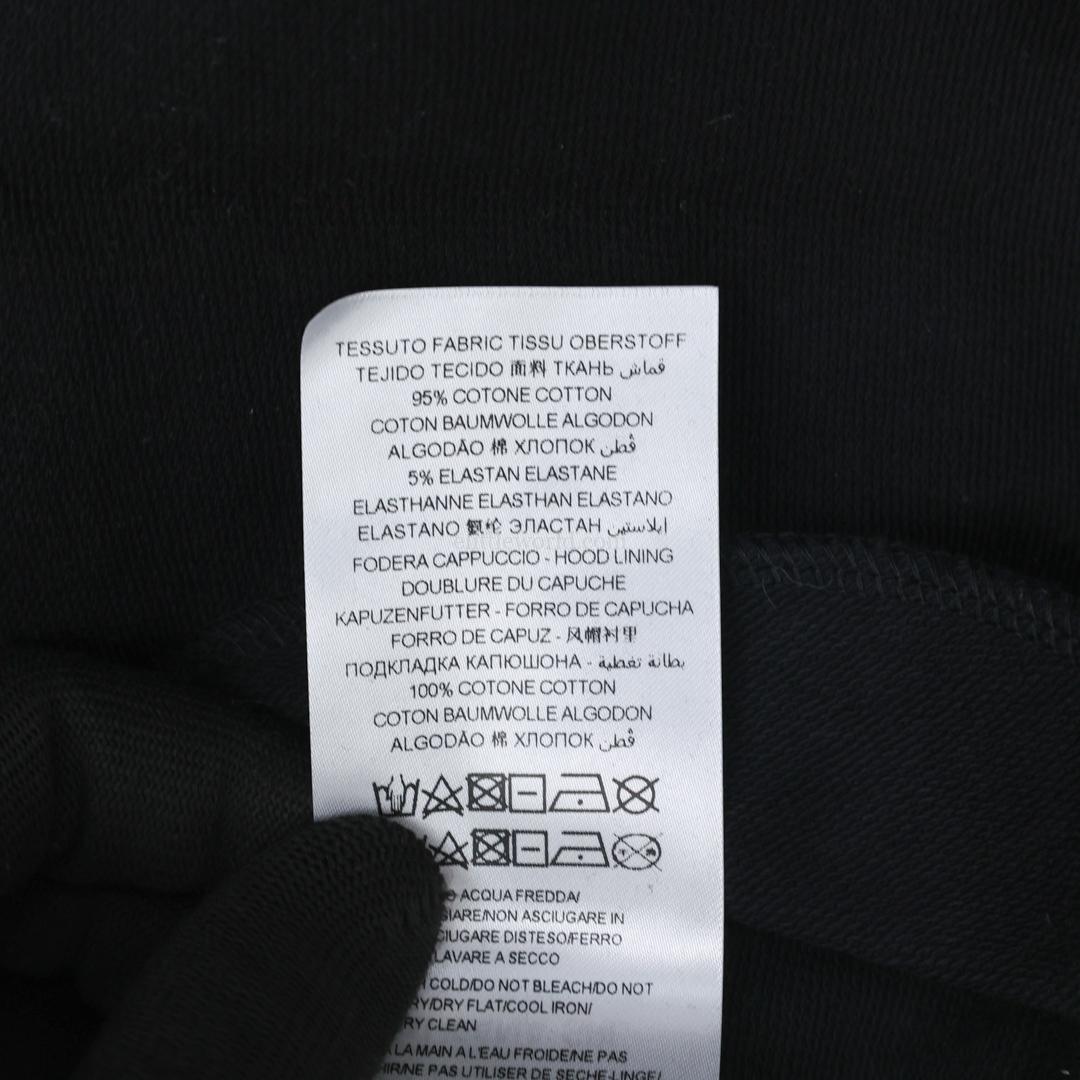 TESSUTO FABRIC TISSU OBERSTOFF
TEJIDO TECIDO 面料 ТКАНЬ قماش
95% COTONE COTTON
COTON BAUMWOLLE ALGODON
ALGODÃO 棉 ХЛОПОК قطن
5% ELASTAN ELASTANE
ELASTHANNE ELASTHAN ELASTANO
ELASTANO 氨纶 ЭЛАСТАН ايلاستين
FODERA CAPPUCCIO - HOOD LINING
DOUBLURE DU CAPUCHE
KAPUZENFUTTER - FORRO DE CAPUCHA
FORRO DE CAPUZ - 风帽衬里
ПОДКЛАДКА КАПЮШОНА - بطانة تغطية
100% COTONE COTTON
COTON BAUMWOLLE ALGODON
ALGODÃO 棉 ХЛОПОК قطن
ACQUA FREDDA/
/NON ASCIUGARE IN
DISTESO/FERRO
LAVARE A SECCO
COLD/DO NOT BLEACH/DO NOT
/DRY FLAT/COOL IRON/
CLEAN
LA MAIN A L'EAU FROIDE/NE PAS
/NE PAS UTILISER DE SECHE-LINGE/